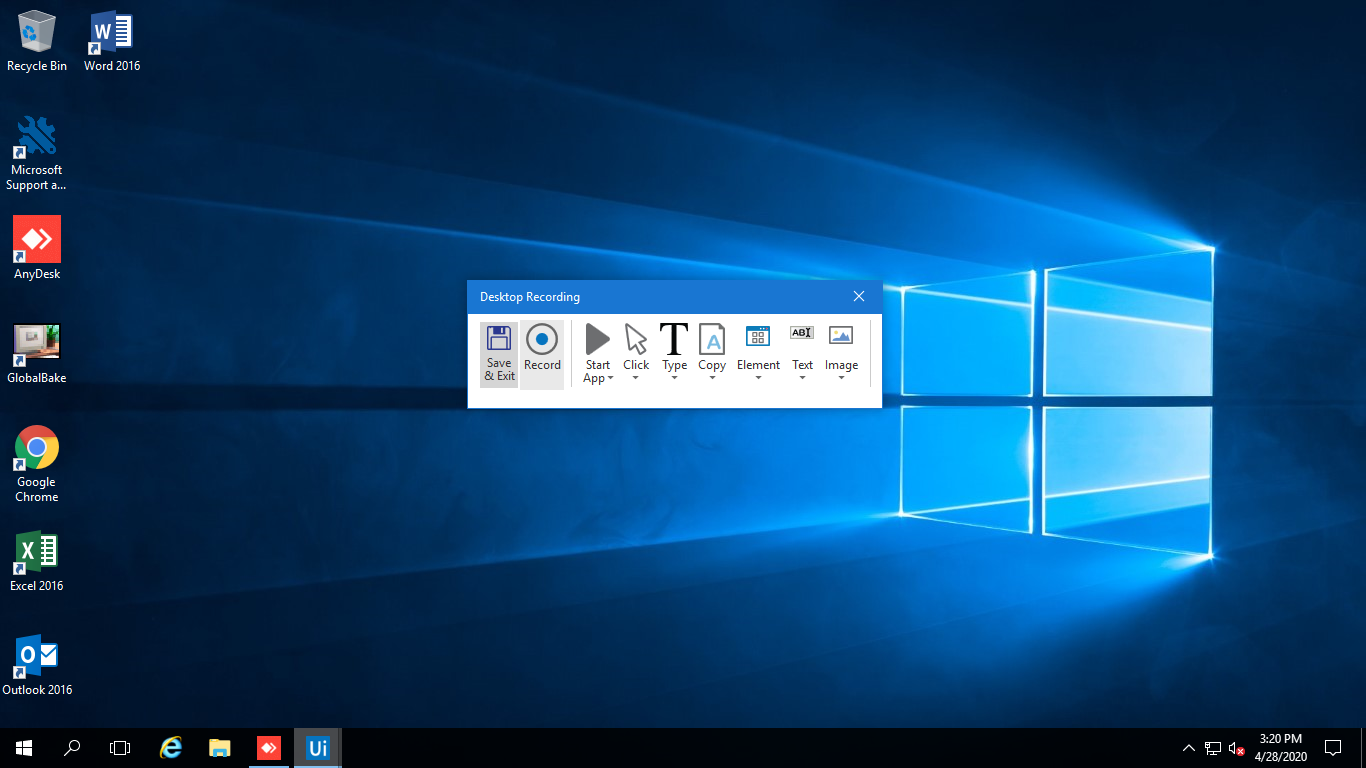 Recycle Bin
Word 2016
Microsoft
Support a...
AnyDesk
GlobalBake
Google
Chrome
Excel 2016
Outlook 2016
Desktop Recording
Save
& Exit
Record
Start
App
Click
T
Type
A
Copy
Element
AB
Text
Image
Ui
3:20 PM
4/28/2020